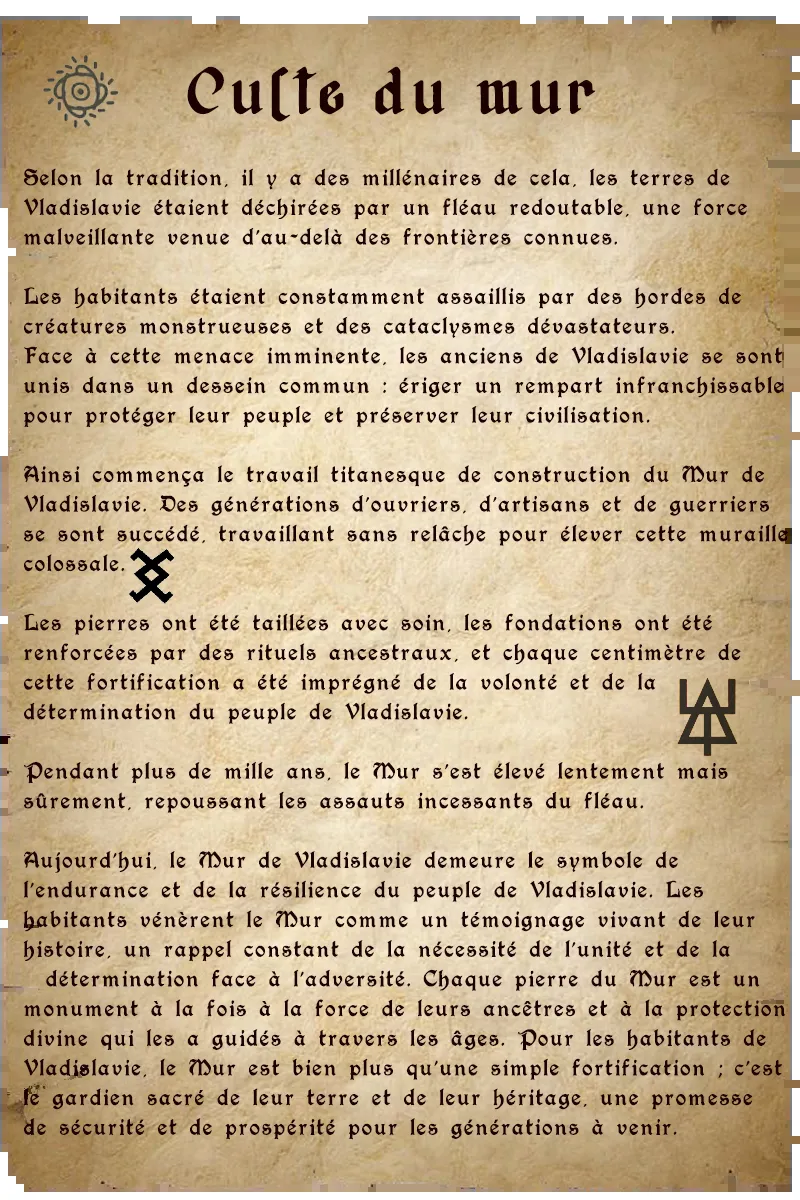 Culte du mur
Selon la tradition, il y a des millénaires de cela, les terres de
Vladislavie étaient déchirées par un fléau redoutable, une force
malveillante venue d'au-delà des frontières connues.
Les habitants étaient constamment assaillis par des hordes de
créatures monstrueuses et des cataclysmes dévastateurs.
Face à cette menace imminente, les anciens de Vladislavie se sont
unis dans un dessein commun : ériger un rempart infranchissable
pour protéger leur peuple et préserver leur civilisation.
Ainsi commença le travail titanesque de construction du Mur de
Vladislavie. Des générations d'ouvriers, d'artisans et de guerriers
se sont succédé, travaillant sans relâche pour élever cette muraille
colossale.
Les pierres ont été taillées avec soin, les fondations ont été
renforcées par des rituels ancestraux, et chaque centimètre de
cette fortification a été imprégné de la volonté et de la
détermination du peuple de Vladislavie.
Pendant plus de mille ans, le Mur s'est élevé lentement mais
sûrement, repoussant les assauts incessants du fléau.
Aujourd'hui, le Mur de Vladislavie demeure le symbole de
l'endurance et de la résilience du peuple de Vladislavie. Les
habitants vénèrent le Mur comme un témoignage vivant de leur
histoire, un rappel constant de la nécessité de l'unité et de la
détermination face à l'adversité. Chaque pierre du Mur est un
monument à la fois à la force de leurs ancêtres et à la protection
divine qui les a guidés à travers les âges. Pour les habitants de
Vladislavie, le Mur est bien plus qu'une simple fortification ; c'est
le gardien sacré de leur terre et de leur héritage, une promesse
de sécurité et de prospérité pour les générations à venir.